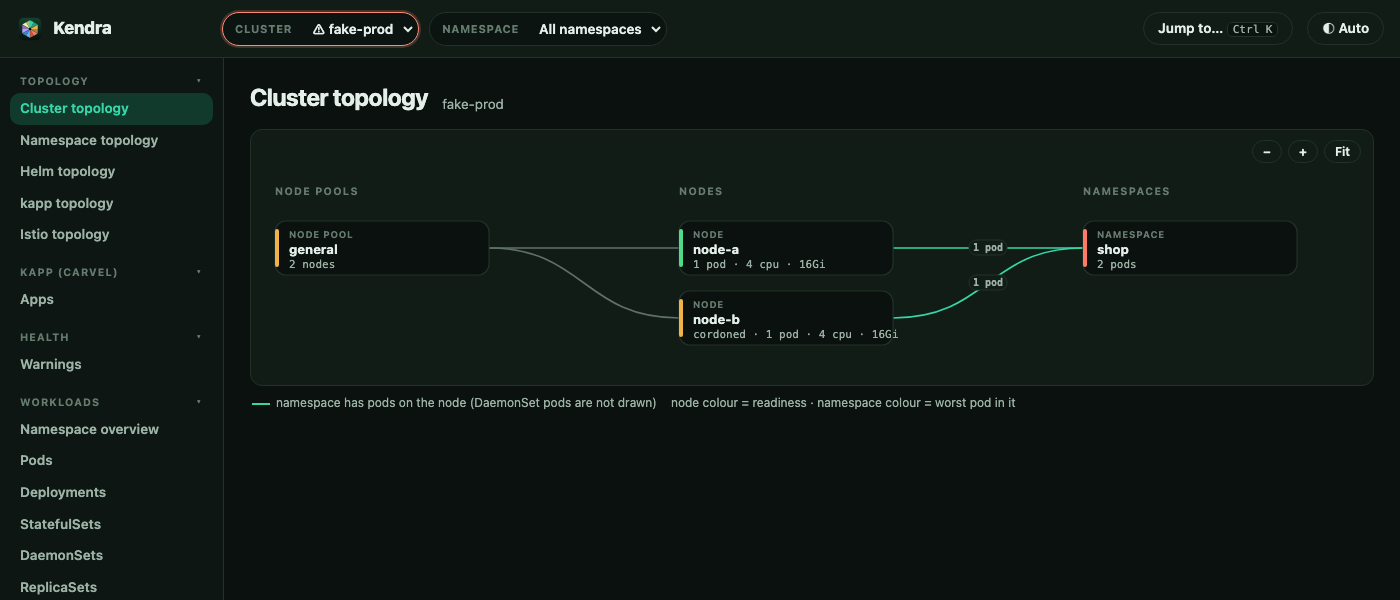 Kendra
CLUSTER ⚠ fake-prod
NAMESPACE All namespaces
Jump to... Ctrl K
Auto
TOPOLOGY
Cluster topology
Namespace topology
Helm topology
kapp topology
Istio topology
KAPP (CARVEL)
Apps
HEALTH
Warnings
WORKLOADS
Namespace overview
Pods
Deployments
StatefulSets
DaemonSets
ReplicaSets
Cluster topology fake-prod
− + Fit
NODE POOLS
NODES
NAMESPACES
NODE POOL
general
2 nodes
NODE
node-a
1 pod · 4 cpu · 16Gi
NODE
node-b
cordoned · 1 pod · 4 cpu · 16Gi
1 pod
1 pod
NAMESPACE
shop
2 pods
namespace has pods on the node (DaemonSet pods are not drawn) node colour = readiness · namespace colour = worst pod in it